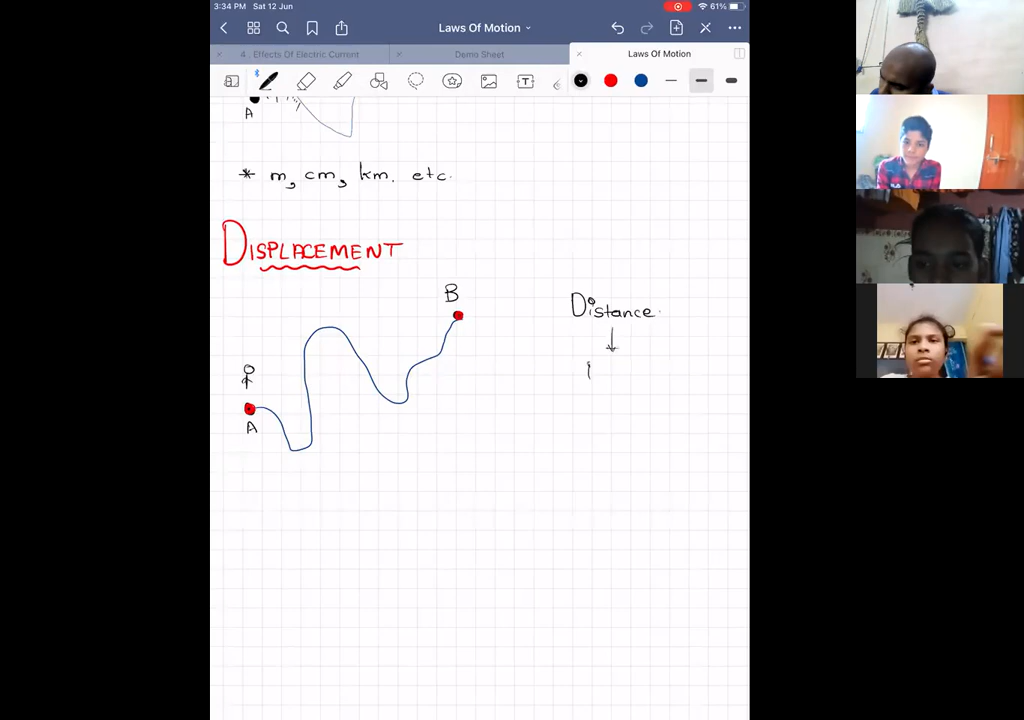 3:34 PM Sat 12 Jun 61%
Laws Of Motion
4. Effects Of Electric Current Demo Sheet Laws Of Motion
A
* m, cm, km. etc.
DISPLACEMENT
B
Distance.
A